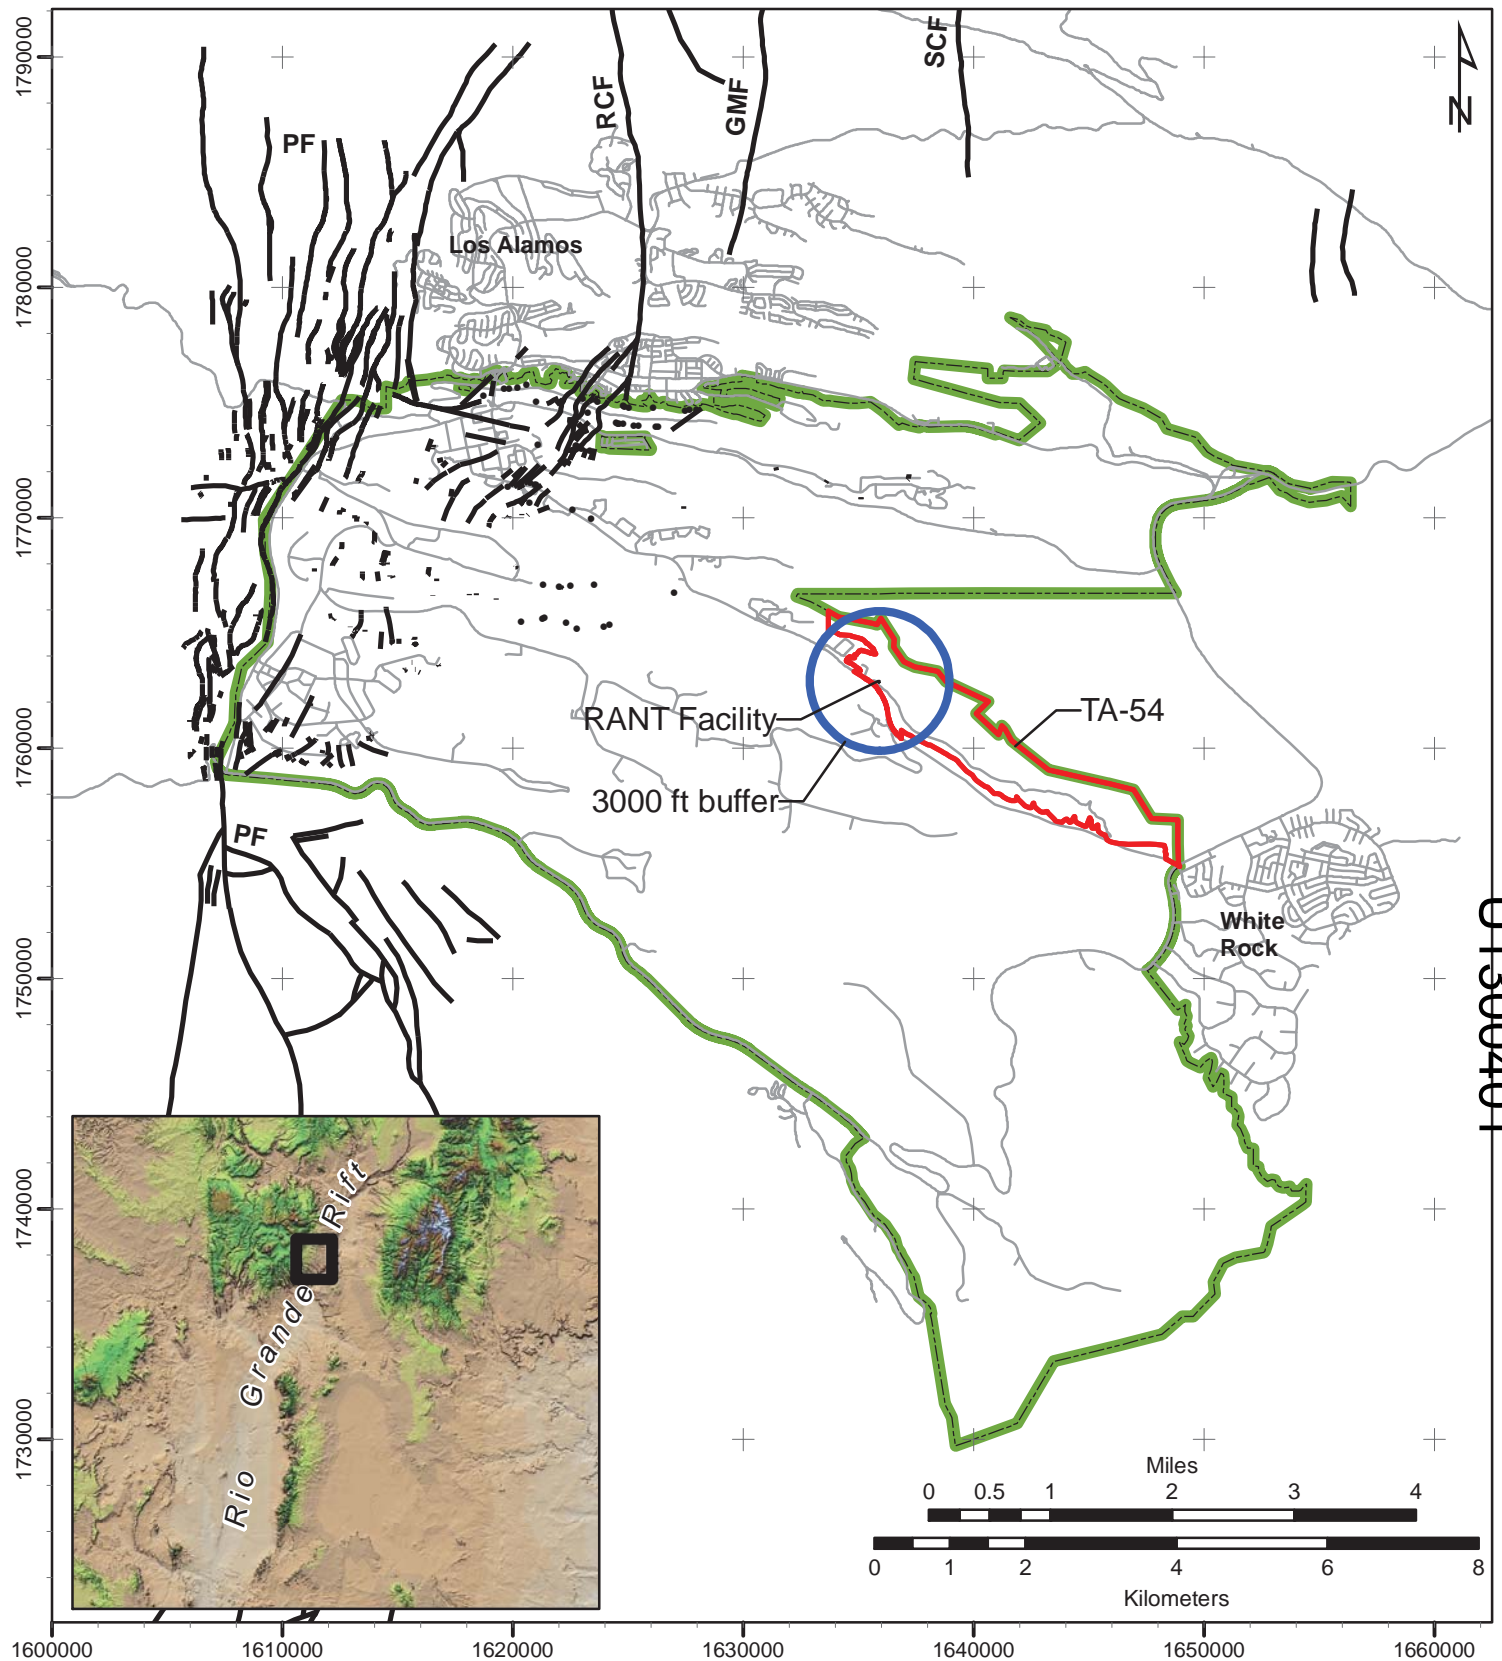 SCF
RCF
GMF
PF
N
Los Alamos
RANT Facility
TA-54
3000 ft buffer
PF
White
Rock
Rio Grande Rift
Miles
0 0.5 1 2 3 4
0 1 2 4 6 8
Kilometers
1790000
1780000
1770000
1760000
1750000
1740000
1730000
1600000 1610000 1620000 1630000 1640000 1650000 1660000